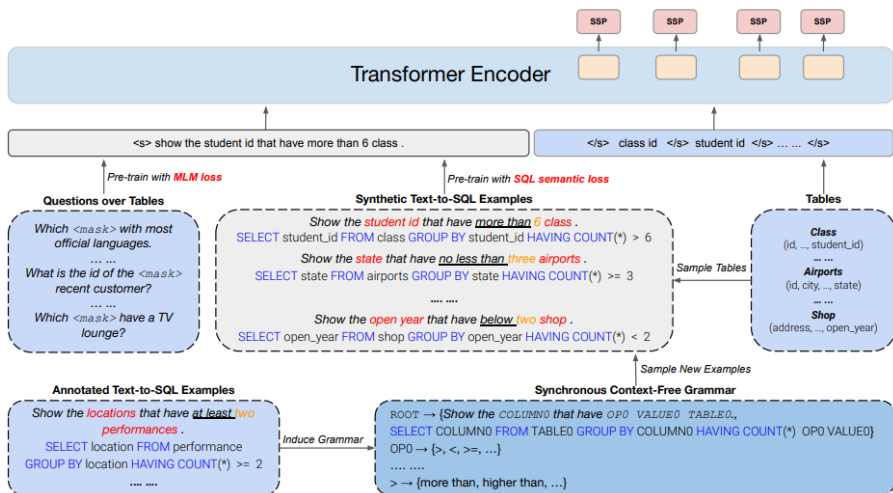 SSP SSP SSP SSP
Transformer Encoder
<s> show the student id that have more than 6 class .
</s> class id </s> student id </s> ... ... </s>
Pre-train with MLM loss
Pre-train with SQL semantic loss
Questions over Tables
Which <mask> with most
official languages.
... ...
What is the id of the <mask>
recent customer?
... ...
Which <mask> have a TV
lounge?
Synthetic Text-to-SQL Examples
Show the student id that have more than 6 class .
SELECT student_id FROM class GROUP BY student_id HAVING COUNT(*) > 6
Show the state that have no less than three airports .
SELECT state FROM airports GROUP BY state HAVING COUNT(*) >= 3
.... ....
Show the open year that have below two shop .
SELECT open_year FROM shop GROUP BY open_year HAVING COUNT(*) < 2
Sample Tables
Tables
Class
(id, ..., student_id)
... ...
Airports
(id, city, .., state)
... ...
Shop
(address, .., open_year)
Sample New Examples
Annotated Text-to-SQL Examples
Show the locations that have at least two
performances .
SELECT location FROM performance
GROUP BY location HAVING COUNT(*) >= 2
.... ....
Induce Grammar
Synchronous Context-Free Grammar
ROOT → {Show the COLUMN0 that have OP0 VALUE0 TABLE0.,
SELECT COLUMN0 FROM TABLE0 GROUP BY COLUMN0 HAVING COUNT(*) OP0 VALUE0}
OP0 → {>, <, >=, ...}
.... ....
> → {more than, higher than, ...}